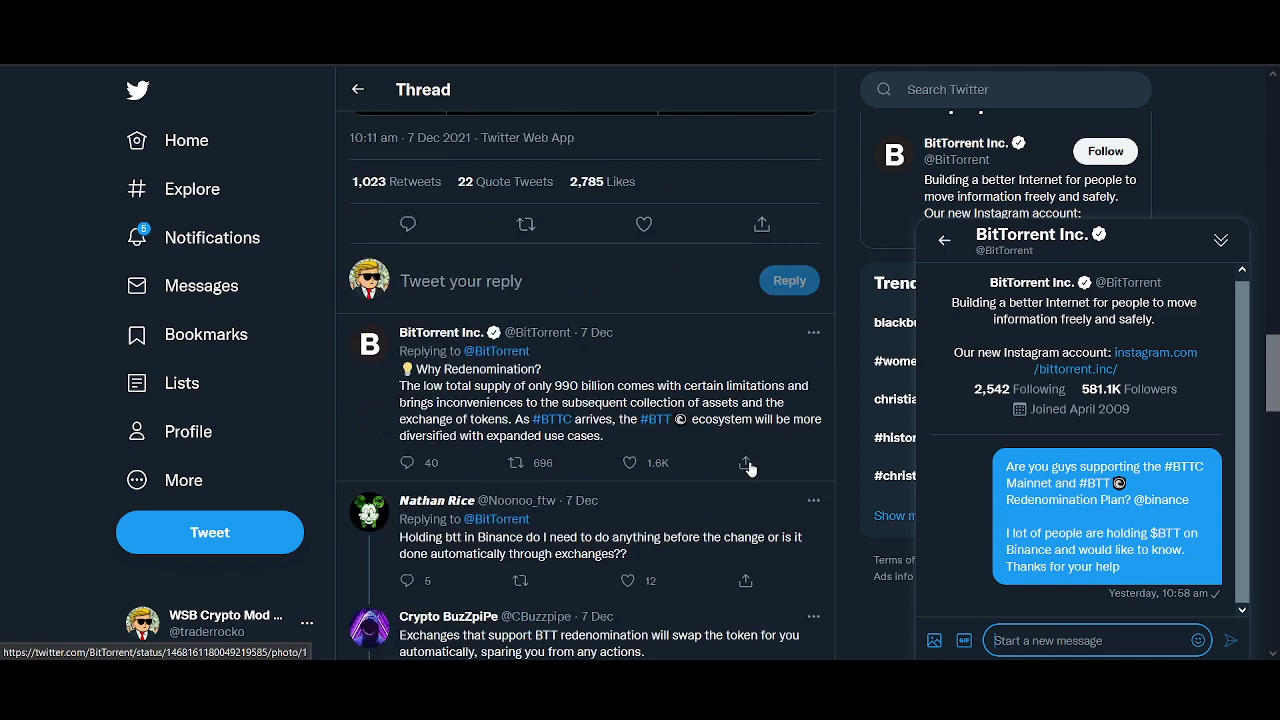 Home
Explore
5
Notifications
Messages
Bookmarks
Lists
Profile
More
Tweet
WSB Crypto Mod ...
@traderrocko
https://twitter.com/BitTorrent/status/1468161180049219585/photo/1
Thread
10:11 am · 7 Dec 2021 · Twitter Web App
1,023 Retweets 22 Quote Tweets 2,785 Likes
Tweet your reply
Reply
B
BitTorrent Inc. @BitTorrent · 7 Dec
Replying to @BitTorrent
💡Why Redenomination?
The low total supply of only 990 billion comes with certain limitations and
brings inconveniences to the subsequent collection of assets and the
exchange of tokens. As #BTTC arrives, the #BTT ecosystem will be more
diversified with expanded use cases.
40 696 1.6K
Nathan Rice @Noonoo_ftw · 7 Dec
Replying to @BitTorrent
Holding btt in Binance do I need to do anything before the change or is it
done automatically through exchanges??
5 12
Crypto BuzZpiPe @CBuzzpipe · 7 Dec
Exchanges that support BTT redenomination will swap the token for you
automatically, sparing you from any actions.
Search Twitter
B
BitTorrent Inc.
@BitTorrent
Follow
Building a better Internet for people to
move information freely and safely.
Our new Instagram account:
Trend
blackbu
#wome
christia
#histor
#christ
Show m
Terms of
Ads info
BitTorrent Inc.
@BitTorrent
BitTorrent Inc. @BitTorrent
Building a better Internet for people to move
information freely and safely.
Our new Instagram account: instagram.com
/bittorrent.inc/
2,542 Following 581.1K Followers
Joined April 2009
Are you guys supporting the #BTTC
Mainnet and #BTT
Redenomination Plan? @binance
I lot of people are holding $BTT on
Binance and would like to know.
Thanks for your help
Yesterday, 10:58 am
Start a new message